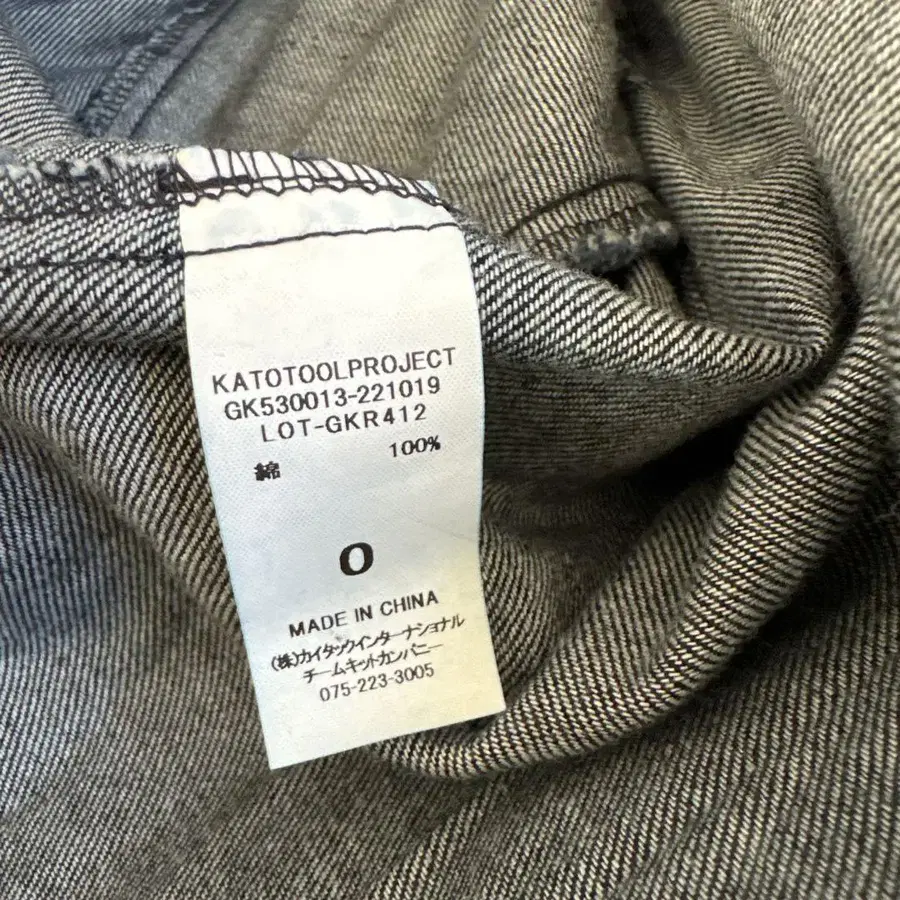 KATOTOOLPROJECT
GK530013-221019
LOT-GKR412
綿 100%
0
MADE IN CHINA
(株)カイタックインターナショナル
チームキットカンパニー
075-223-3005